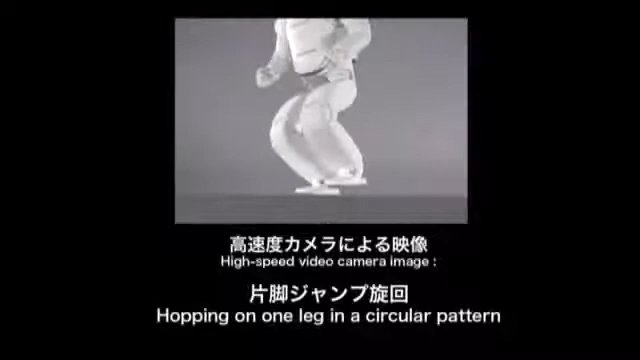 高速度カメラによる映像
High-speed video camera image :
片脚ジャンプ旋回
Hopping on one leg in a circular pattern